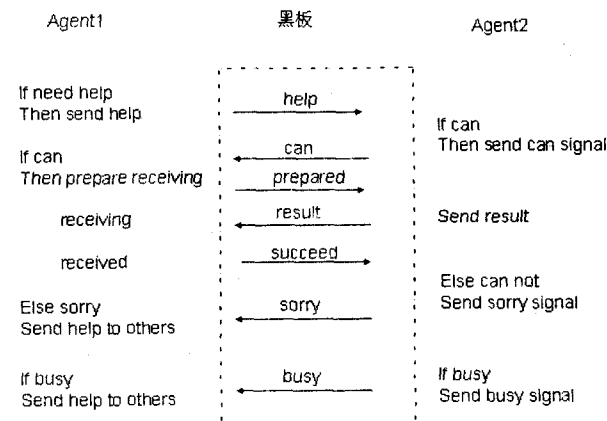 Agent1
黑板
Agent2
If need help
Then send help
help
If can
Then send can signal
can
If can
Then prepare receiving
prepared
receiving
result
Send result
received
succeed
Else can not
Send sorry signal
Else sorry
Send help to others
sorry
If busy
Send help to others
busy
If busy
Send busy signal